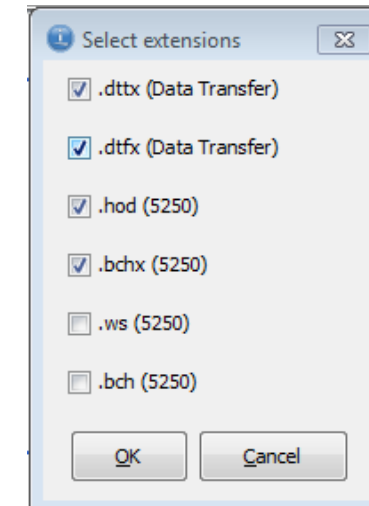 Select extensions
.dttx (Data Transfer)
.dtfx (Data Transfer)
.hod (5250)
.bchx (5250)
.ws (5250)
.bch (5250)
OK
Cancel